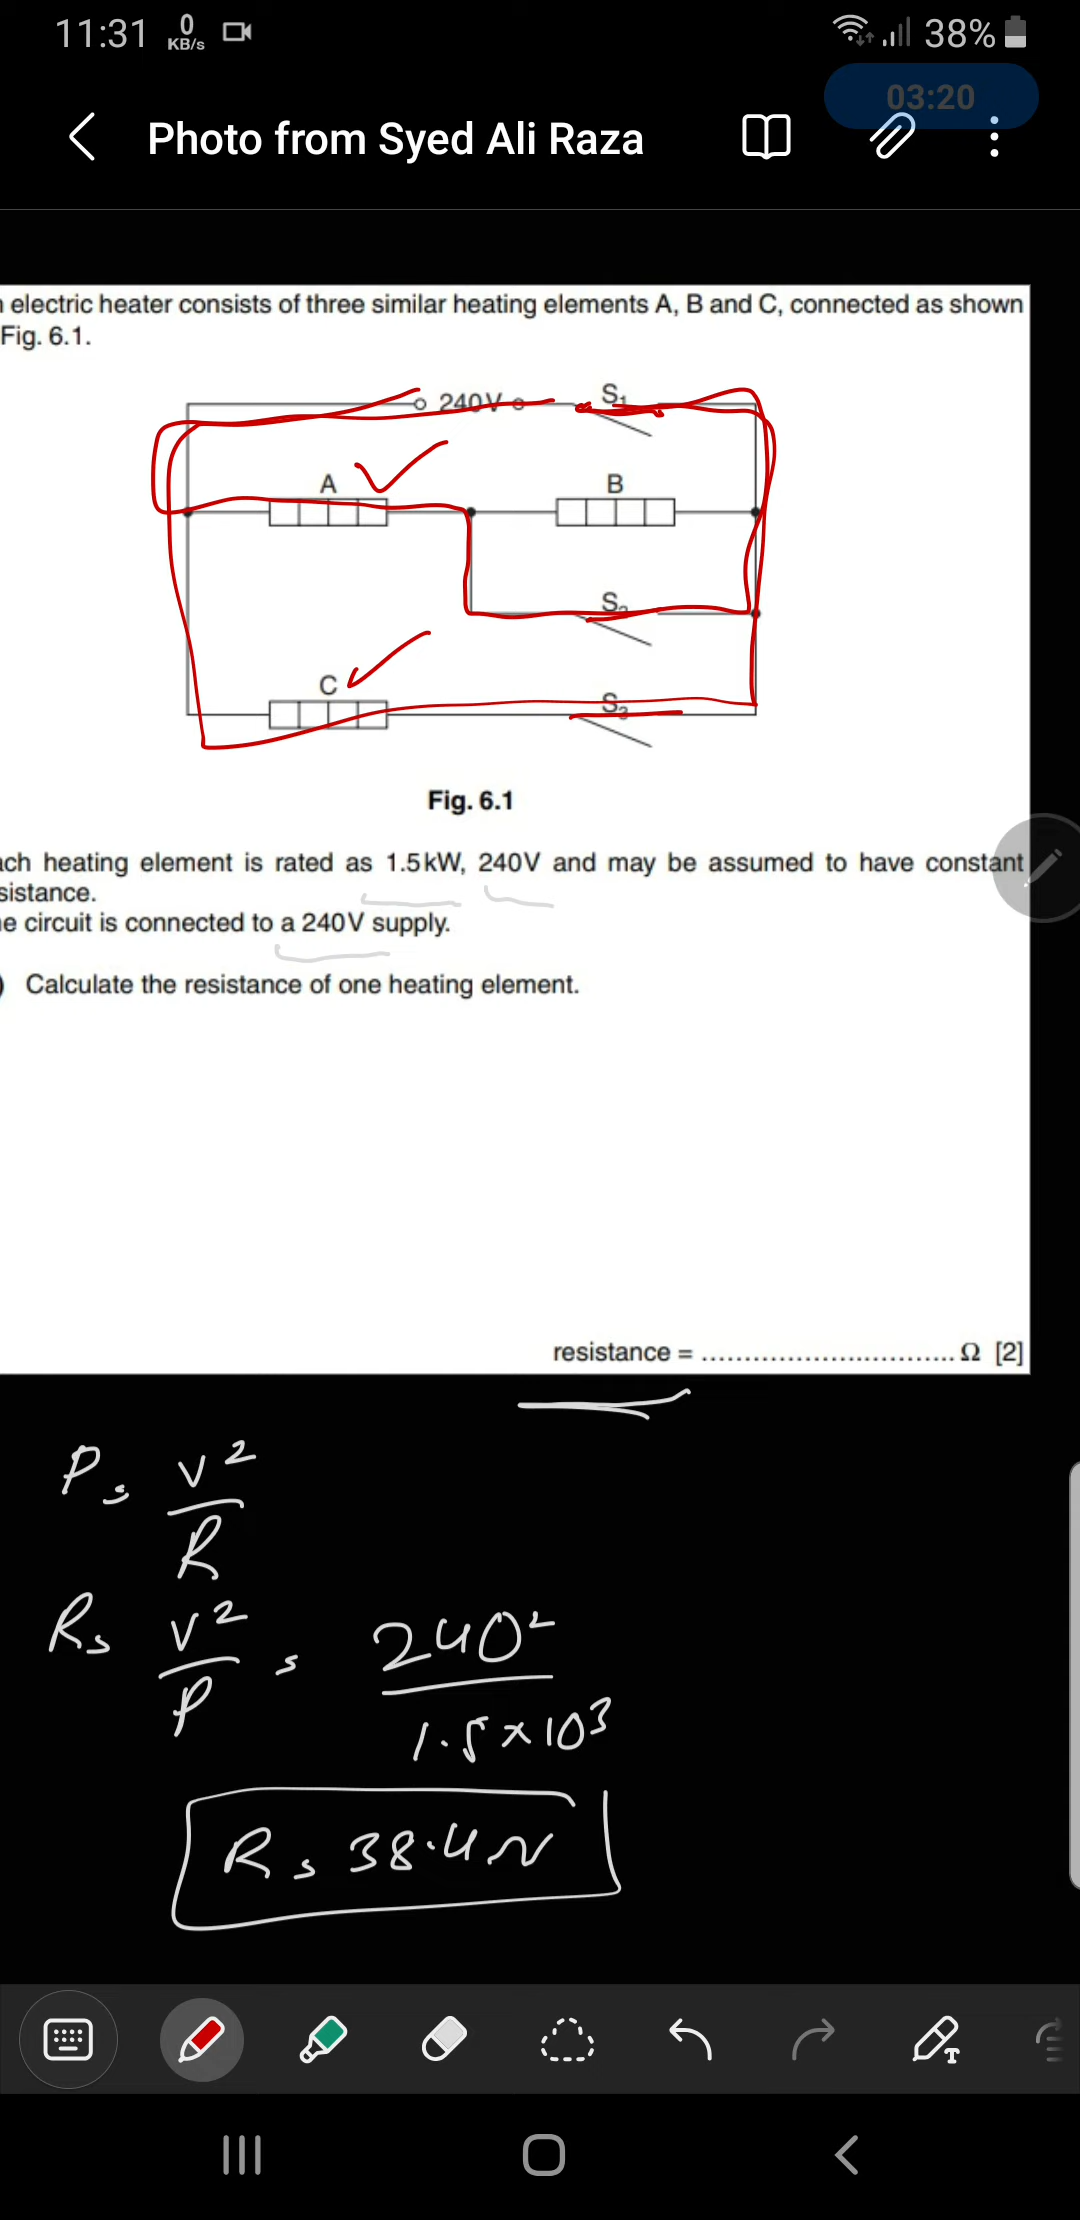 11:31 0 KB/s 38%
03:20
Photo from Syed Ali Raza
electric heater consists of three similar heating elements A, B and C, connected as shown
Fig. 6.1.
240V S₁
A B
S₂
C S₃
Fig. 6.1
ach heating element is rated as 1.5kW, 240V and may be assumed to have constant
sistance.
e circuit is connected to a 240V supply.
) Calculate the resistance of one heating element.
resistance = .............................. Ω [2]
P = V²/R
R = V²/P = 240²/1.5×10³
R = 38.4 Ω
T